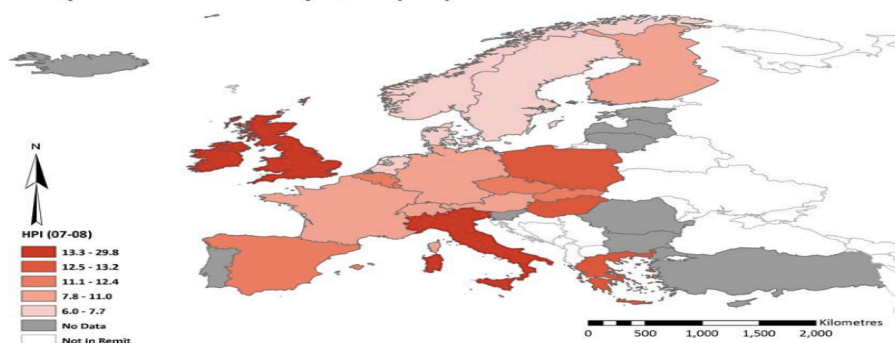 N
HPI (07-08)
13.3 - 29.8
12.5 - 13.2
11.1 - 12.4
7.8 - 11.0
6.0 - 7.7
No Data
Not in Remit
Kilometres
0 500 1,000 1,500 2,000